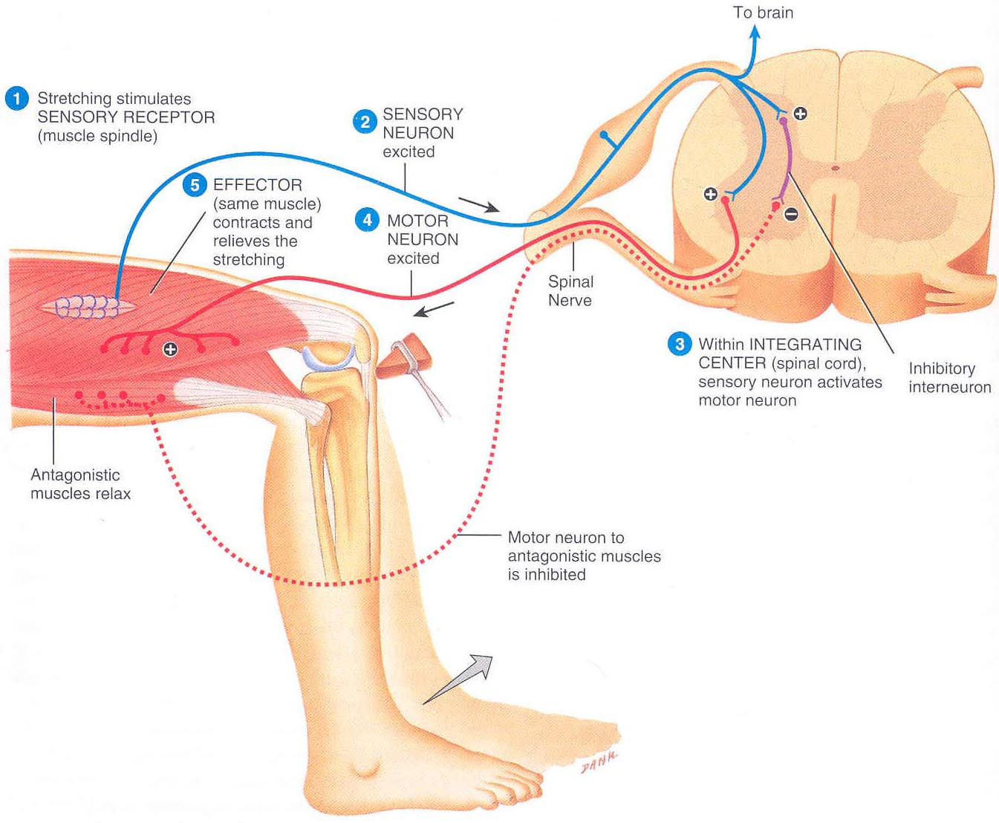 To brain
1 Stretching stimulates
SENSORY RECEPTOR
(muscle spindle)
2 SENSORY
NEURON
excited
5 EFFECTOR
(same muscle)
contracts and
relieves the
stretching
4 MOTOR
NEURON
excited
+
+
−
Spinal
Nerve
+
3 Within INTEGRATING
CENTER (spinal cord),
sensory neuron activates
motor neuron
Inhibitory
interneuron
Antagonistic
muscles relax
Motor neuron to
antagonistic muscles
is inhibited
DANK